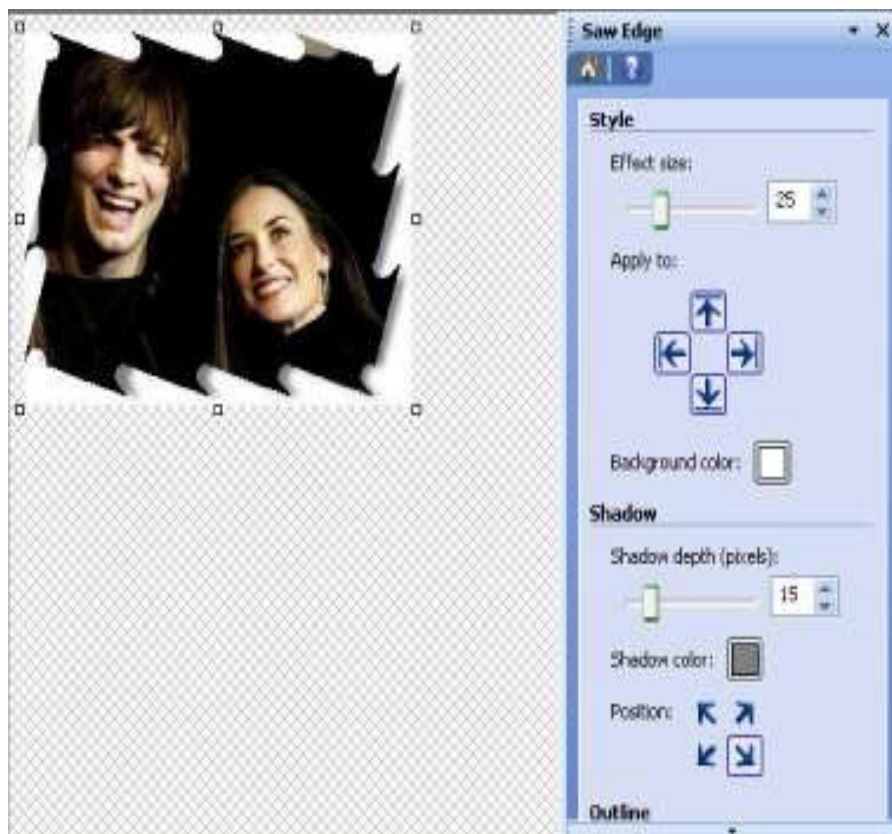 Saw Edge
Style
Effect size:
25
Apply to:
Background color:
Shadow
Shadow depth (pixels):
15
Shadow color:
Position:
Outline